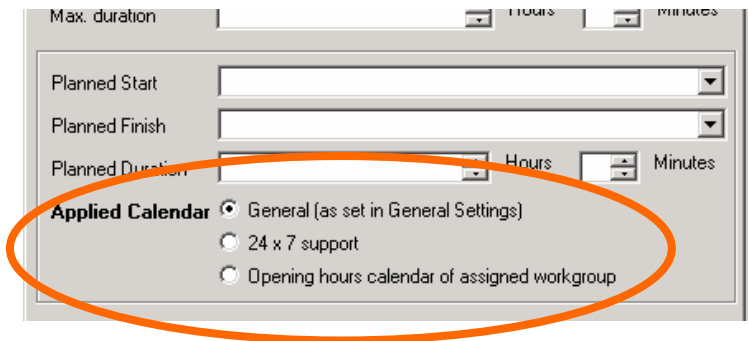 Max. duration Hours Minutes
Planned Start
Planned Finish
Planned Duration Hours Minutes
Applied Calendar General (as set in General Settings)
24 x 7 support
Opening hours calendar of assigned workgroup